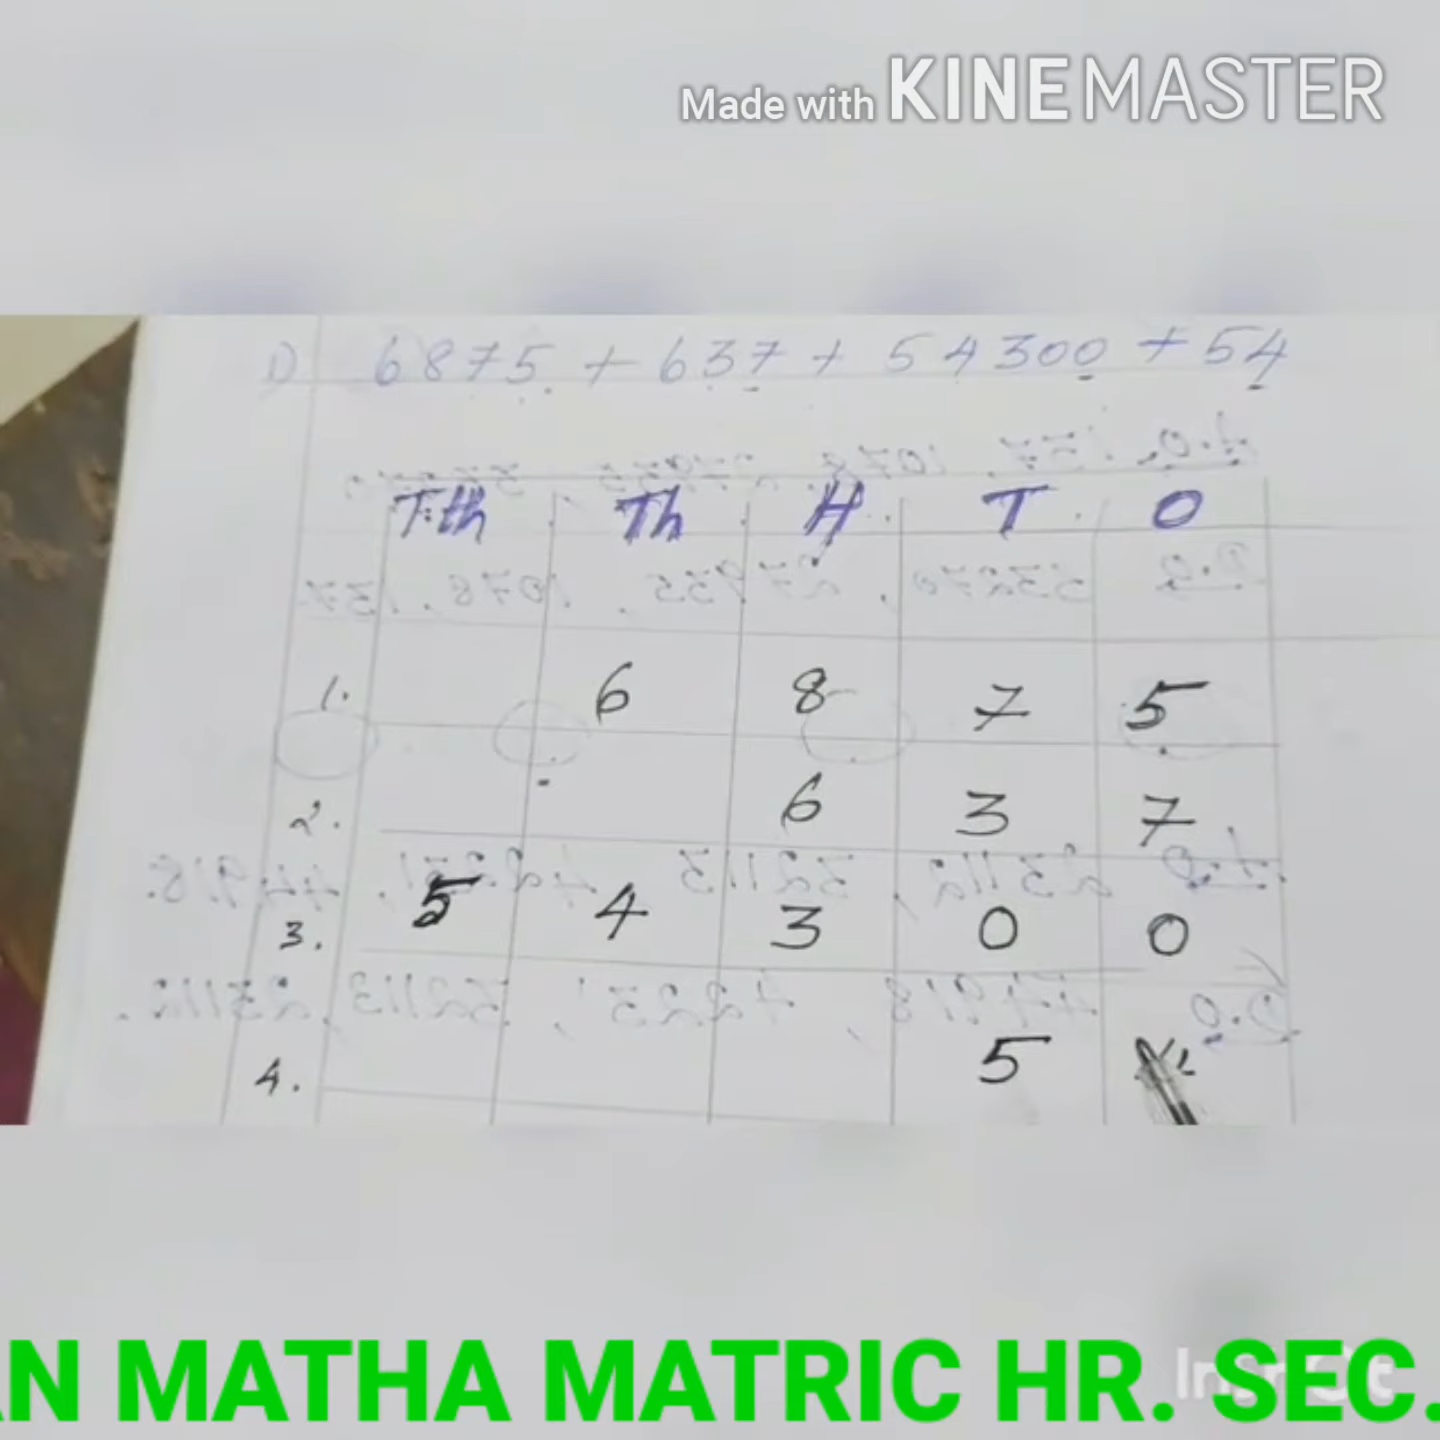 Made with KINEMASTER
1) 6875 + 637 + 54300 + 54
T.th Th H T O
1. 6 8 7 5
2. 6 3 7
3. 5 4 3 0 0
4. 5
N MATHA MATRIC HR. SEC.